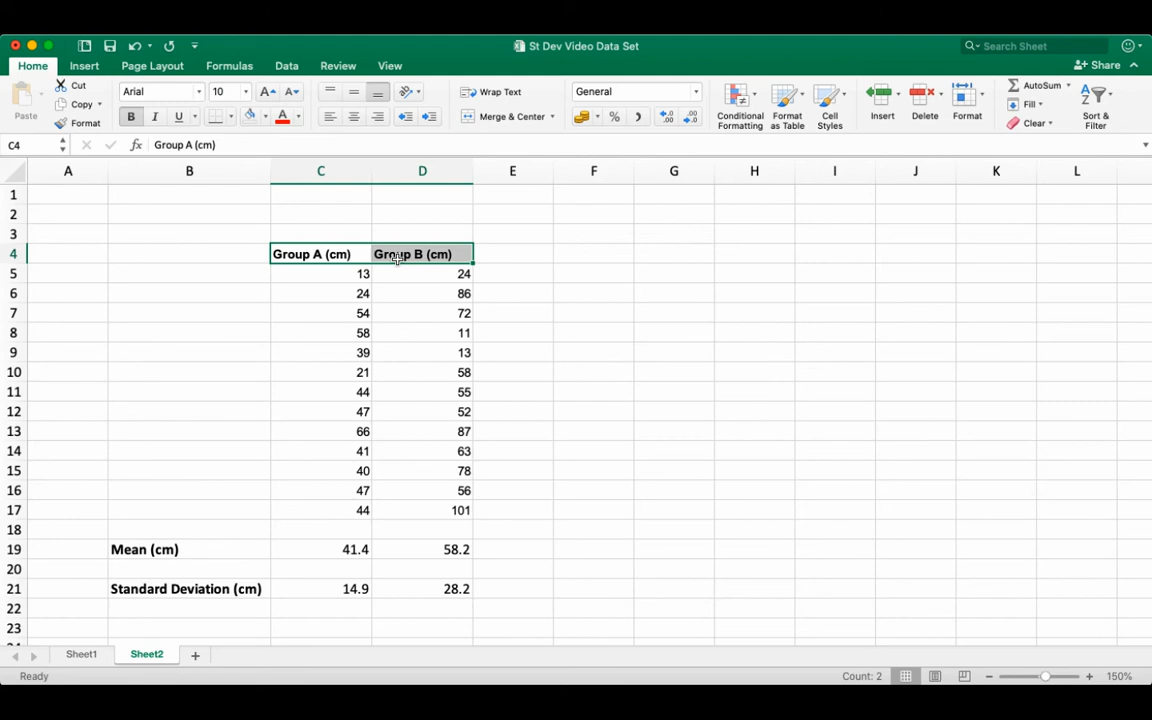 St Dev Video Data Set
Search Sheet
Home Insert Page Layout Formulas Data Review View
Share
Paste
Cut
Copy
Format
Arial 10
B I U
A A
A
Wrap Text
Merge & Center
General
%
Conditional Formatting
Format as Table
Cell Styles
Insert
Delete
Format
AutoSum
Fill
Clear
Sort & Filter
C4 fx Group A (cm)
A B C D E F G H I J K L
1
2
3
4 Group A (cm) Group B (cm)
5 13 24
6 24 86
7 54 72
8 58 11
9 39 13
10 21 58
11 44 55
12 47 52
13 66 87
14 41 63
15 40 78
16 47 56
17 44 101
18
19 Mean (cm) 41.4 58.2
20
21 Standard Deviation (cm) 14.9 28.2
22
23
Sheet1 Sheet2 +
Ready Count: 2 150%